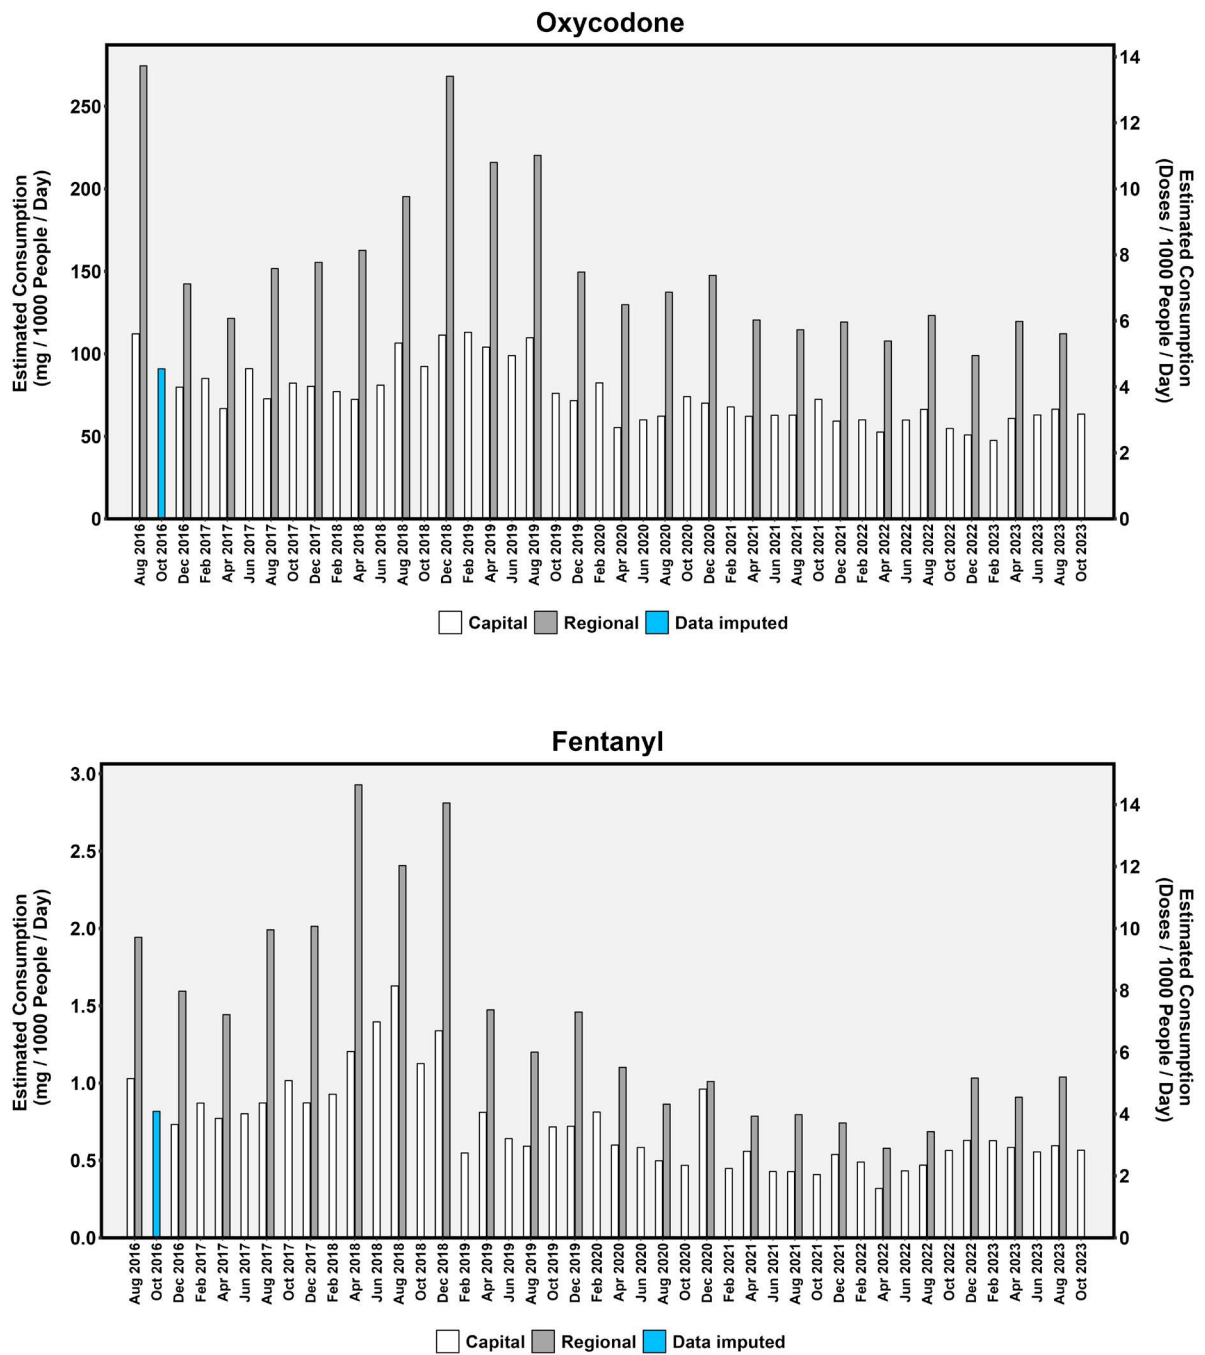 Oxycodone
Estimated Consumption
(mg / 1000 People / Day)
250
200
150
100
50
0
14
12
10
8
6
4
2
0
Estimated Consumption
(Doses / 1000 People / Day)
Aug 2016
Oct 2016
Dec 2016
Feb 2017
Apr 2017
Jun 2017
Aug 2017
Oct 2017
Dec 2017
Feb 2018
Apr 2018
Jun 2018
Aug 2018
Oct 2018
Dec 2018
Feb 2019
Apr 2019
Jun 2019
Aug 2019
Oct 2019
Dec 2019
Feb 2020
Apr 2020
Jun 2020
Aug 2020
Oct 2020
Dec 2020
Feb 2021
Apr 2021
Jun 2021
Aug 2021
Oct 2021
Dec 2021
Feb 2022
Apr 2022
Jun 2022
Aug 2022
Oct 2022
Dec 2022
Feb 2023
Apr 2023
Jun 2023
Aug 2023
Oct 2023
Capital Regional Data imputed
Fentanyl
Estimated Consumption
(mg / 1000 People / Day)
3.0
2.5
2.0
1.5
1.0
0.5
0.0
14
12
10
8
6
4
2
0
Estimated Consumption
(Doses / 1000 People / Day)
Aug 2016
Oct 2016
Dec 2016
Feb 2017
Apr 2017
Jun 2017
Aug 2017
Oct 2017
Dec 2017
Feb 2018
Apr 2018
Jun 2018
Aug 2018
Oct 2018
Dec 2018
Feb 2019
Apr 2019
Jun 2019
Aug 2019
Oct 2019
Dec 2019
Feb 2020
Apr 2020
Jun 2020
Aug 2020
Oct 2020
Dec 2020
Feb 2021
Apr 2021
Jun 2021
Aug 2021
Oct 2021
Dec 2021
Feb 2022
Apr 2022
Jun 2022
Aug 2022
Oct 2022
Dec 2022
Feb 2023
Apr 2023
Jun 2023
Aug 2023
Oct 2023
Capital Regional Data imputed